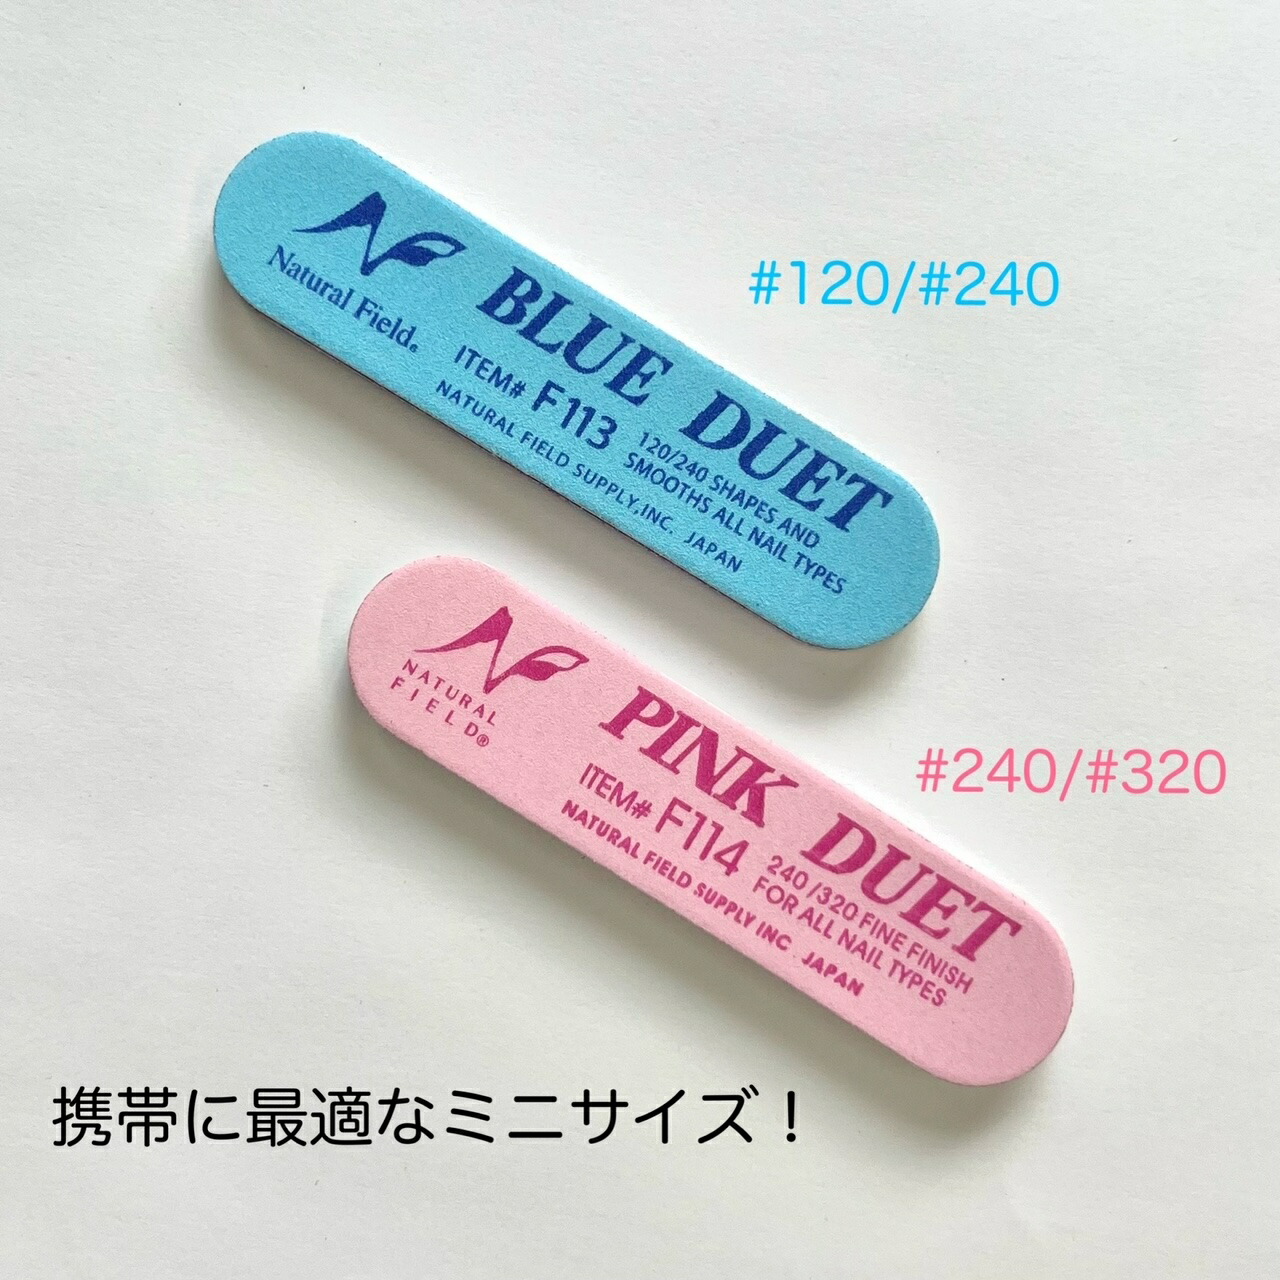 Natural Field®
BLUE DUET
ITEM# F113
120/240 SHAPES AND
SMOOTHS ALL NAIL TYPES
NATURAL FIELD SUPPLY,INC. JAPAN
#120/#240
NATURAL
FIELD®
PINK DUET
ITEM# F114
240/320 FINE FINISH
FOR ALL NAIL TYPES
NATURAL FIELD SUPPLY INC JAPAN
#240/#320
携帯に最適なミニサイズ！